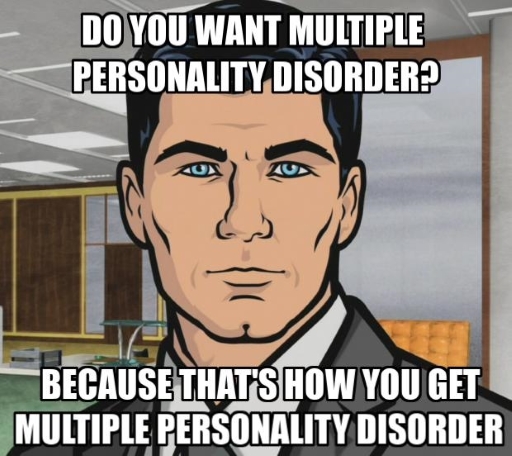 DO YOU WANT MULTIPLE
PERSONALITY DISORDER?
BECAUSE THAT'S HOW YOU GET
MULTIPLE PERSONALITY DISORDER